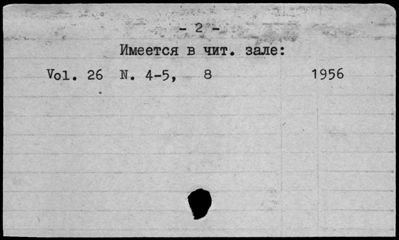 - 2 -
Имеется в чит. зале:
Vol. 26 N. 4-5, 8 1956